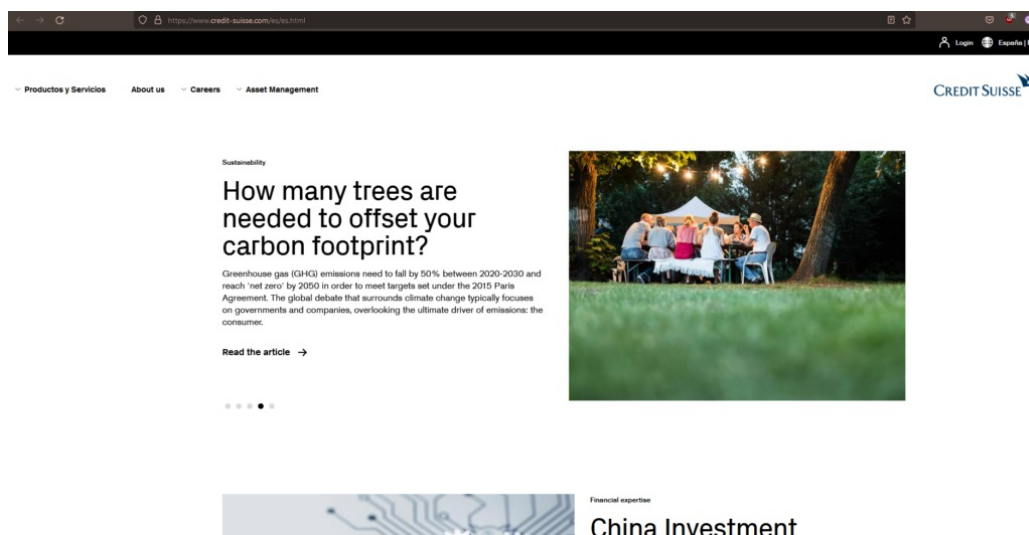 https://www.credit-suisse.com/es/es.html
Login España |
Productos y Servicios About us Careers Asset Management
CREDIT SUISSE
Sustainability
How many trees are
needed to offset your
carbon footprint?
Greenhouse gas (GHG) emissions need to fall by 50% between 2020-2030 and
reach 'net zero' by 2050 in order to meet targets set under the 2015 Paris
Agreement. The global debate that surrounds climate change typically focuses
on governments and companies, overlooking the ultimate driver of emissions: the
consumer.
Read the article →
Financial expertise
China Investment